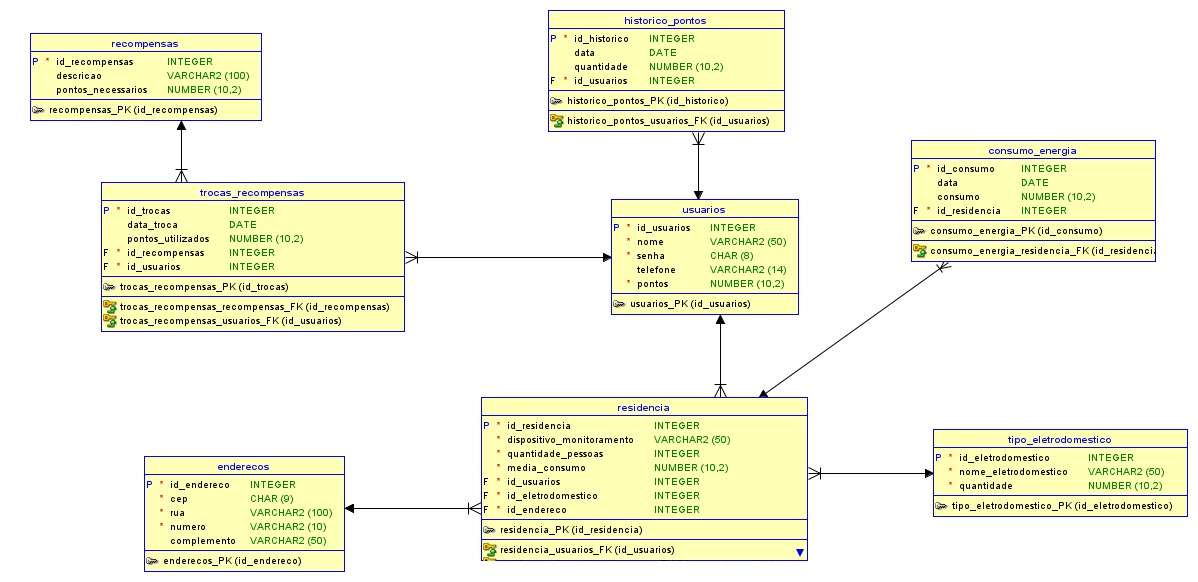 recompensas
P * id_recompensas INTEGER
descricao VARCHAR2 (100)
pontos_necessarios NUMBER (10,2)
recompensas_PK (id_recompensas)
historico_pontos
P * id_historico INTEGER
data DATE
quantidade NUMBER (10,2)
F * id_usuarios INTEGER
historico_pontos_PK (id_historico)
historico_pontos_usuarios_FK (id_usuarios)
consumo_energia
P * id_consumo INTEGER
data DATE
consumo NUMBER (10,2)
F * id_residencia INTEGER
consumo_energia_PK (id_consumo)
consumo_energia_residencia_FK (id_residencia
trocas_recompensas
P * id_trocas INTEGER
data_troca DATE
pontos_utilizados NUMBER (10,2)
F * id_recompensas INTEGER
F * id_usuarios INTEGER
trocas_recompensas_PK (id_trocas)
trocas_recompensas_recompensas_FK (id_recompensas)
trocas_recompensas_usuarios_FK (id_usuarios)
usuarios
P * id_usuarios INTEGER
* nome VARCHAR2 (50)
* senha CHAR (8)
telefone VARCHAR2 (14)
* pontos NUMBER (10,2)
usuarios_PK (id_usuarios)
residencia
P * id_residencia INTEGER
* dispositivo_monitoramento VARCHAR2 (50)
* quantidade_pessoas INTEGER
* media_consumo NUMBER (10,2)
F * id_usuarios INTEGER
F * id_eletrodomestico INTEGER
F * id_endereco INTEGER
residencia_PK (id_residencia)
residencia_usuarios_FK (id_usuarios)
tipo_eletrodomestico
P * id_eletrodomestico INTEGER
* nome_eletrodomestico VARCHAR2 (50)
* quantidade NUMBER (10,2)
tipo_eletrodomestico_PK (id_eletrodomestico)
enderecos
P * id_endereco INTEGER
* cep CHAR (9)
* rua VARCHAR2 (100)
* numero VARCHAR2 (10)
complemento VARCHAR2 (50)
enderecos_PK (id_endereco)